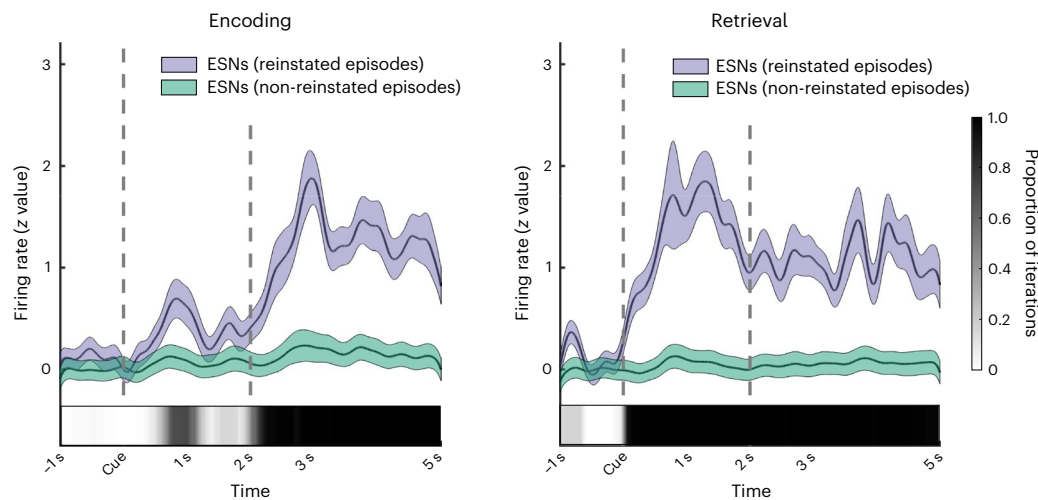 Encoding
Firing rate (z value)
3
2
1
0
ESNs (reinstated episodes)
ESNs (non-reinstated episodes)
–1 s
Cue
1 s
2 s
3 s
5 s
Time
Retrieval
Firing rate (z value)
3
2
1
0
ESNs (reinstated episodes)
ESNs (non-reinstated episodes)
–1 s
Cue
1 s
2 s
3 s
5 s
Time
1.0
0.8
0.6
0.4
0.2
0
Proportion of iterations